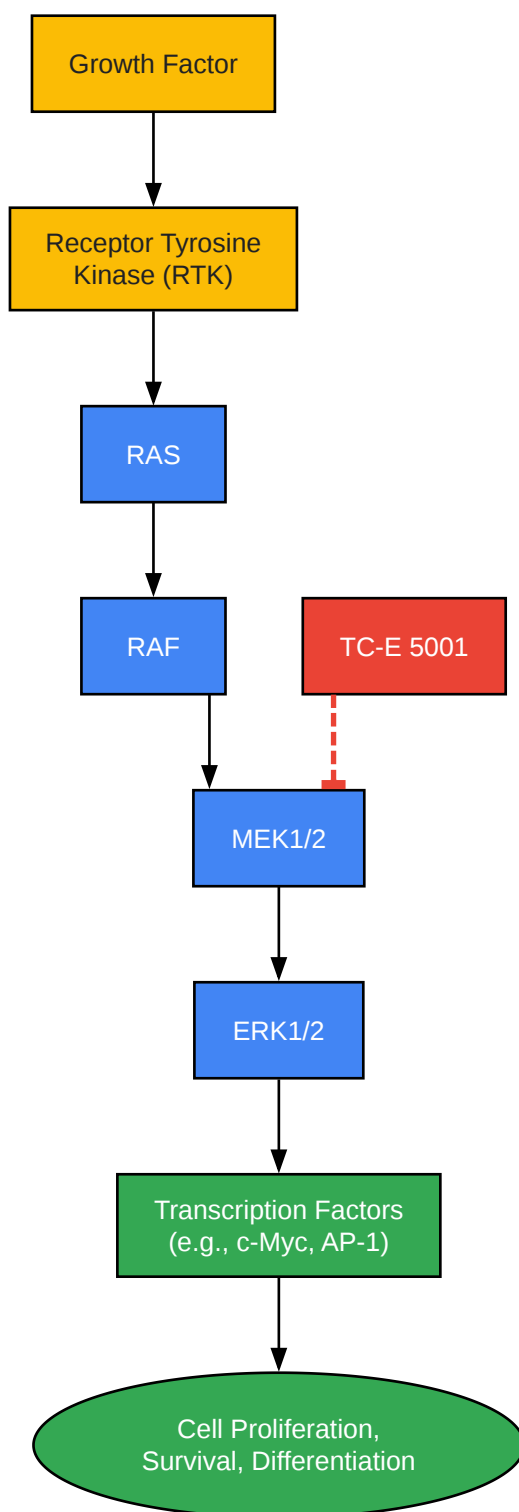 Growth Factor
Receptor Tyrosine
Kinase (RTK)
RAS
RAF
TC-E 5001
MEK1/2
ERK1/2
Transcription Factors
(e.g., c-Myc, AP-1)
Cell Proliferation,
Survival, Differentiation